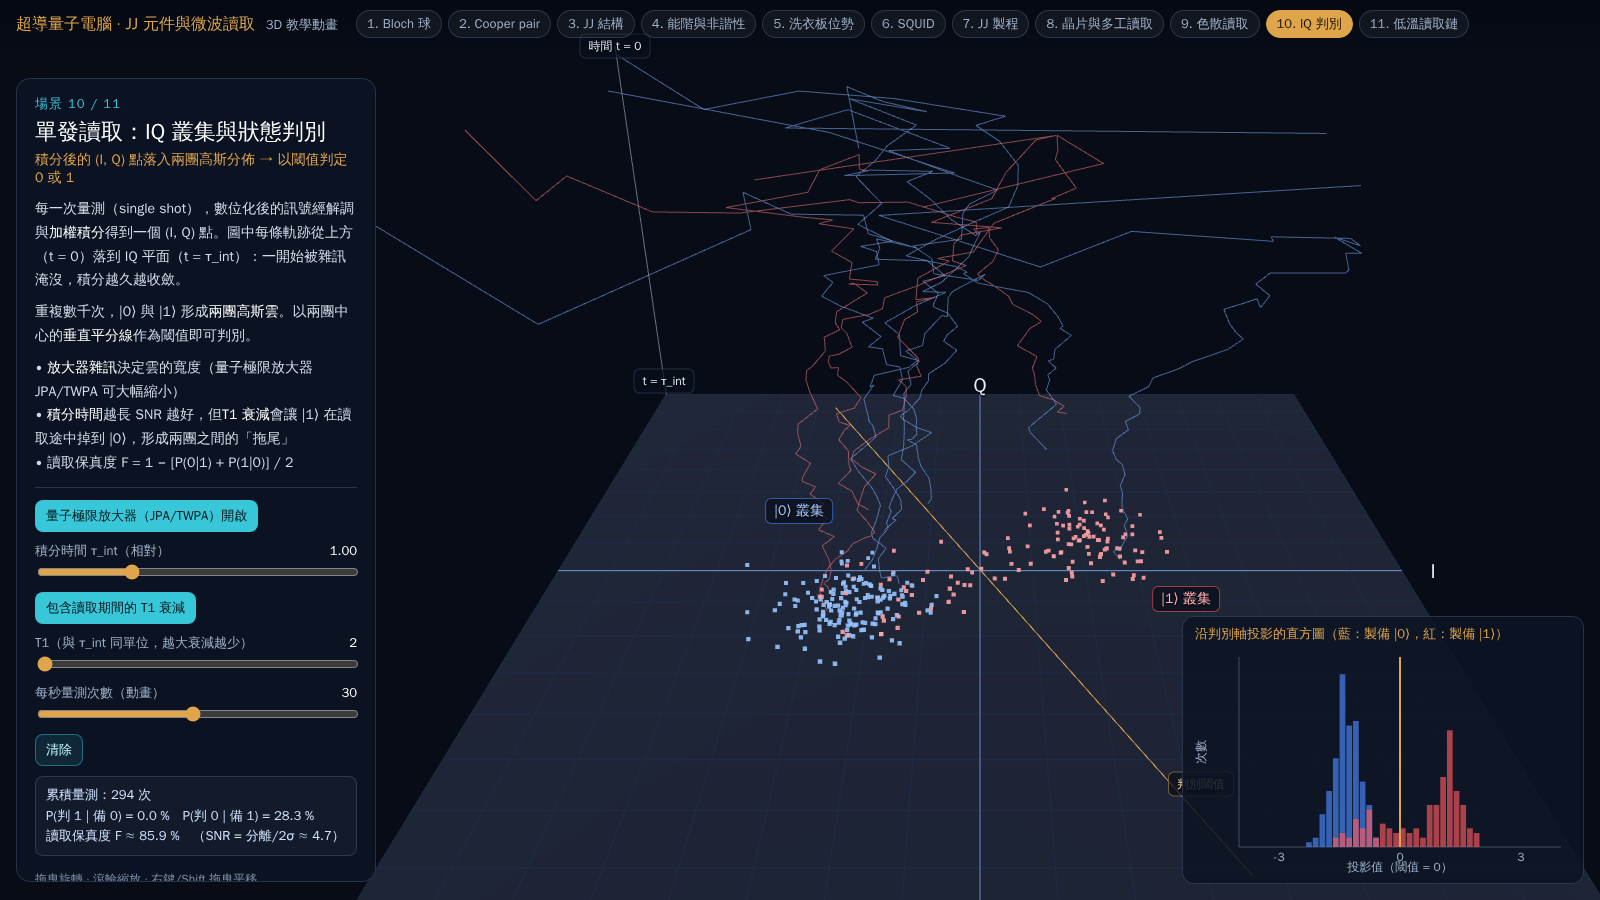 超導量子電腦 · JJ 元件與微波讀取 3D 教學動畫
1. Bloch 球
2. Cooper pair
3. JJ 結構
4. 能階與非諧性
5. 洗衣板位勢
6. SQUID
7. JJ 製程
8. 晶片與多工讀取
9. 色散讀取
10. IQ 判別
11. 低溫讀取鏈
時間 t = 0
場景 10 / 11
單發讀取：IQ 叢集與狀態判別
積分後的 (I, Q) 點落入兩團高斯分佈 → 以閾值判定
0 或 1
每一次量測（single shot），數位化後的訊號經解調
與加權積分得到一個 (I, Q) 點。圖中每條軌跡從上方
（t = 0）落到 IQ 平面（t = τ_int）：一開始被雜訊
淹沒，積分越久越收斂。
重複數千次，|0⟩ 與 |1⟩ 形成兩團高斯雲。以兩團中
心的垂直平分線作為閾值即可判別。
• 放大器雜訊決定雲的寬度（量子極限放大器
JPA/TWPA 可大幅縮小）
• 積分時間越長 SNR 越好，但T1 衰減會讓 |1⟩ 在讀
取途中掉到 |0⟩，形成兩團之間的「拖尾」
• 讀取保真度 F = 1 − [P(0|1) + P(1|0)] / 2
量子極限放大器（JPA/TWPA）開啟
積分時間 τ_int（相對） 1.00
包含讀取期間的 T1 衰減
T1（與 τ_int 同單位，越大衰減越少） 2
每秒量測次數（動畫） 30
清除
累積量測：294 次
P(判 1 | 備 0) = 0.0 % P(判 0 | 備 1) = 28.3 %
讀取保真度 F ≈ 85.9 % （SNR = 分離/2σ ≈ 4.7）
拖曳旋轉 · 滾輪縮放 · 右鍵/Shift 拖曳平移
t = τ_int
Q
|0⟩ 叢集
I
|1⟩ 叢集
判別閾值
沿判別軸投影的直方圖（藍：製備 |0⟩，紅：製備 |1⟩）
次數
-3 0 3
投影值（閾值 = 0）